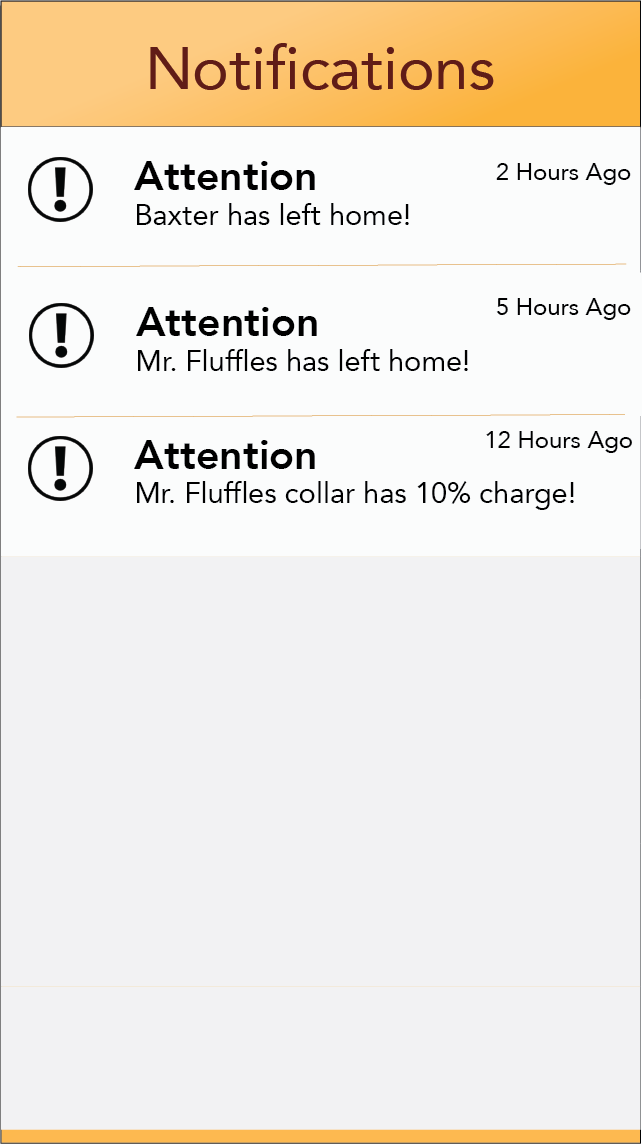 Notifications
Attention
2 Hours Ago
Baxter has left home!
Attention
5 Hours Ago
Mr. Fluffles has left home!
Attention
12 Hours Ago
Mr. Fluffles collar has 10% charge!